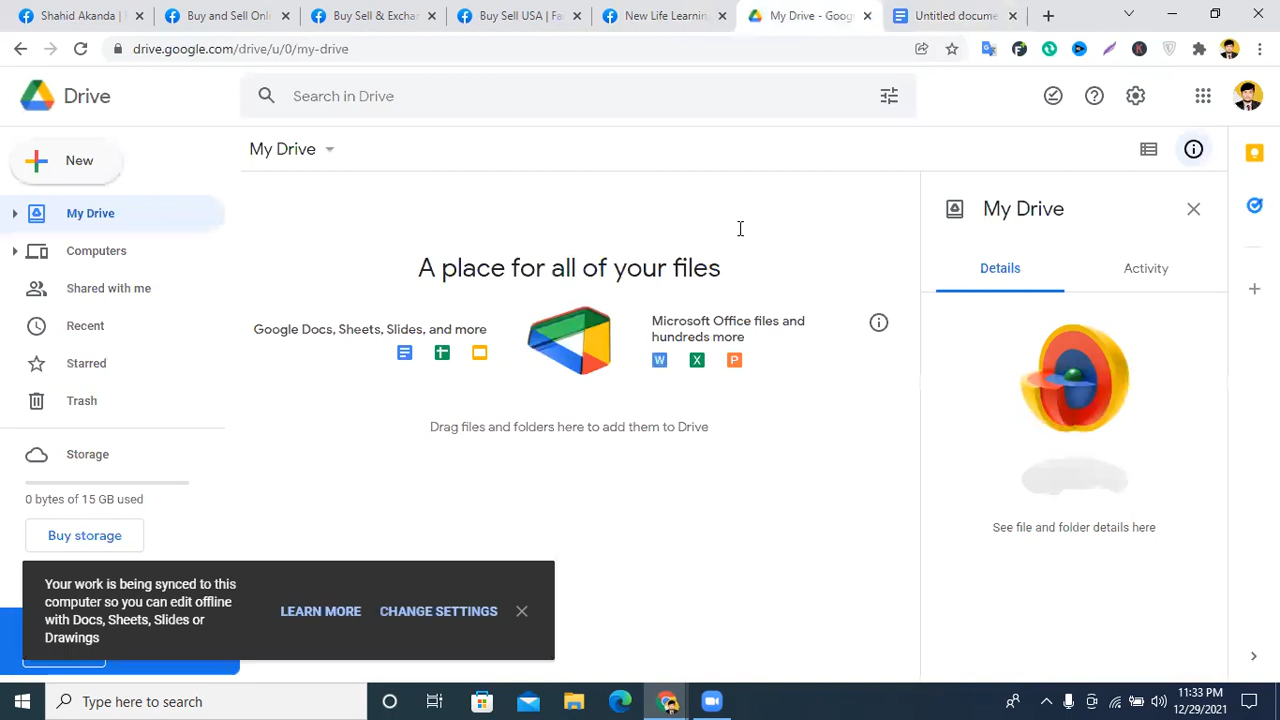 Shahid Akanda |
Buy and Sell Onl
Buy Sell & Exchan
Buy Sell USA | Fa
New Life Learnin
My Drive - Goog
Untitled docume
drive.google.com/drive/u/0/my-drive
Drive
Search in Drive
New
My Drive
My Drive
Details
Activity
My Drive
Computers
Shared with me
Recent
Starred
Trash
Storage
0 bytes of 15 GB used
Buy storage
A place for all of your files
Google Docs, Sheets, Slides, and more
Microsoft Office files and
hundreds more
W
X
P
Drag files and folders here to add them to Drive
See file and folder details here
Your work is being synced to this
computer so you can edit offline
with Docs, Sheets, Slides or
Drawings
LEARN MORE
CHANGE SETTINGS
Type here to search
11:33 PM
12/29/2021